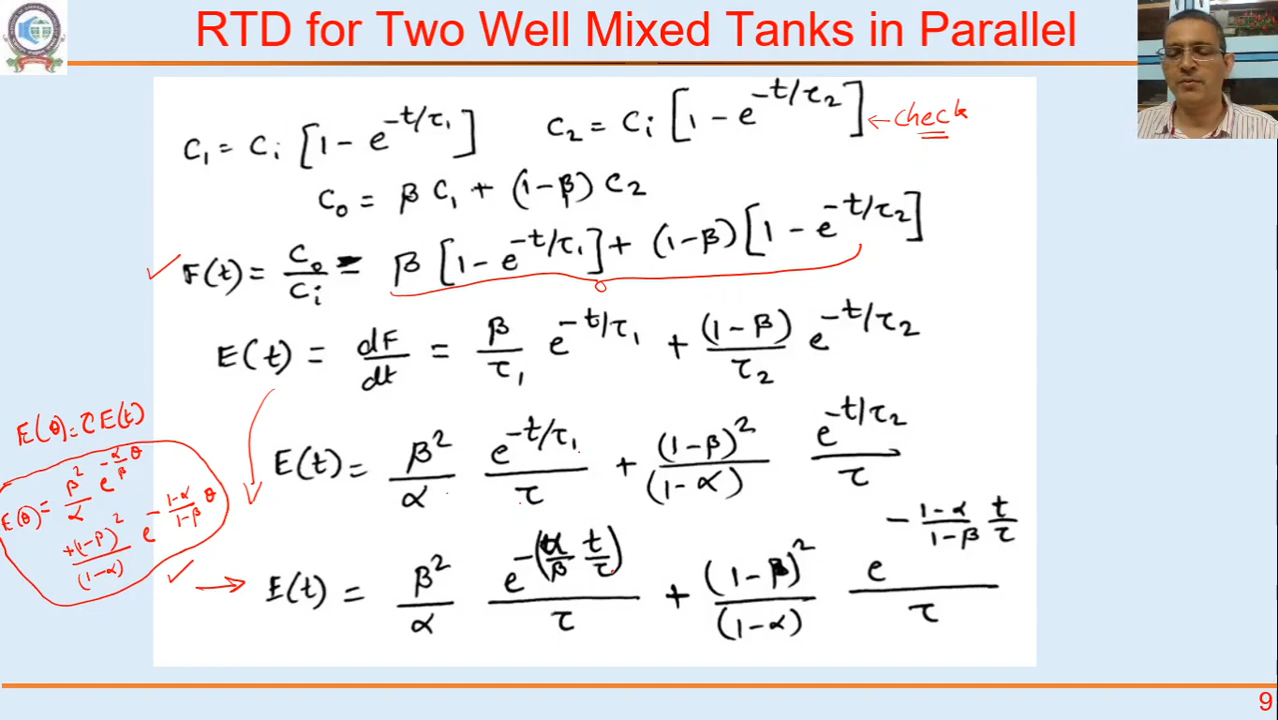 RTD for Two Well Mixed Tanks in Parallel
C₁ = Cᵢ [1 - e^(-t/τ₁)]    C₂ = Cᵢ [1 - e^(-t/τ₂)] ← check
C₀ = β C₁ + (1-β) C₂
✓ F(t) = C₀/Cᵢ = β [1 - e^(-t/τ₁)] + (1-β) [1 - e^(-t/τ₂)]
E(t) = dF/dt = β/τ₁ e^(-t/τ₁) + (1-β)/τ₂ e^(-t/τ₂)
E(θ) = τ E(t)
E(t) = β²/α e^(-t/τ₁)/τ + (1-β)²/(1-α) e^(-t/τ₂)/τ
E(θ) = β²/α e^(-α/β θ)
+(1-β)²/(1-α) e^(-(1-α)/(1-β) θ)
✓ → E(t) = β²/α e^(-(α/β t/τ))/τ + (1-β)²/(1-α) e^(-(1-α)/(1-β) t/τ)/τ
9